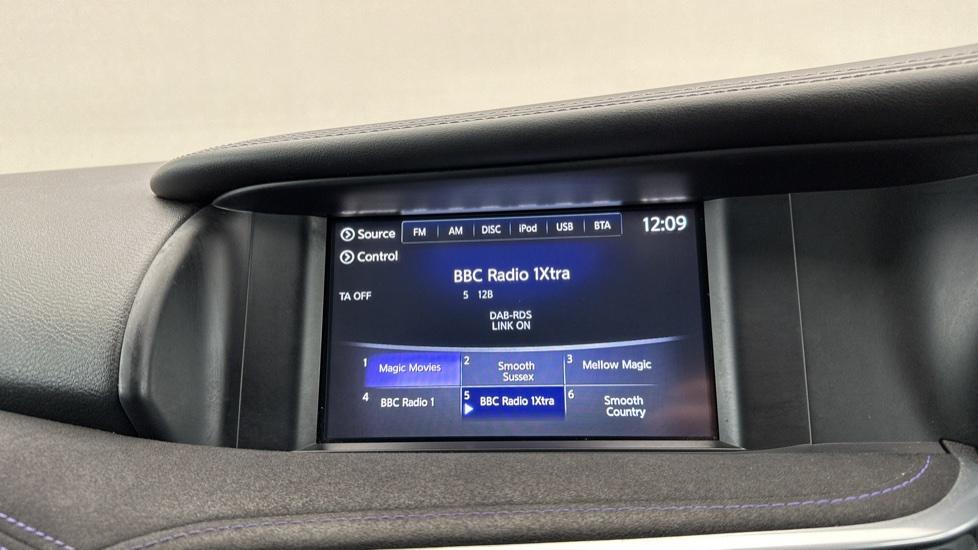 Source FM AM DISC iPod USB BTA 12:09
Control
BBC Radio 1Xtra
TA OFF 5 12B
DAB-RDS
LINK ON
1 Magic Movies 2 Smooth Sussex 3 Mellow Magic
4 BBC Radio 1 5 BBC Radio 1Xtra 6 Smooth Country